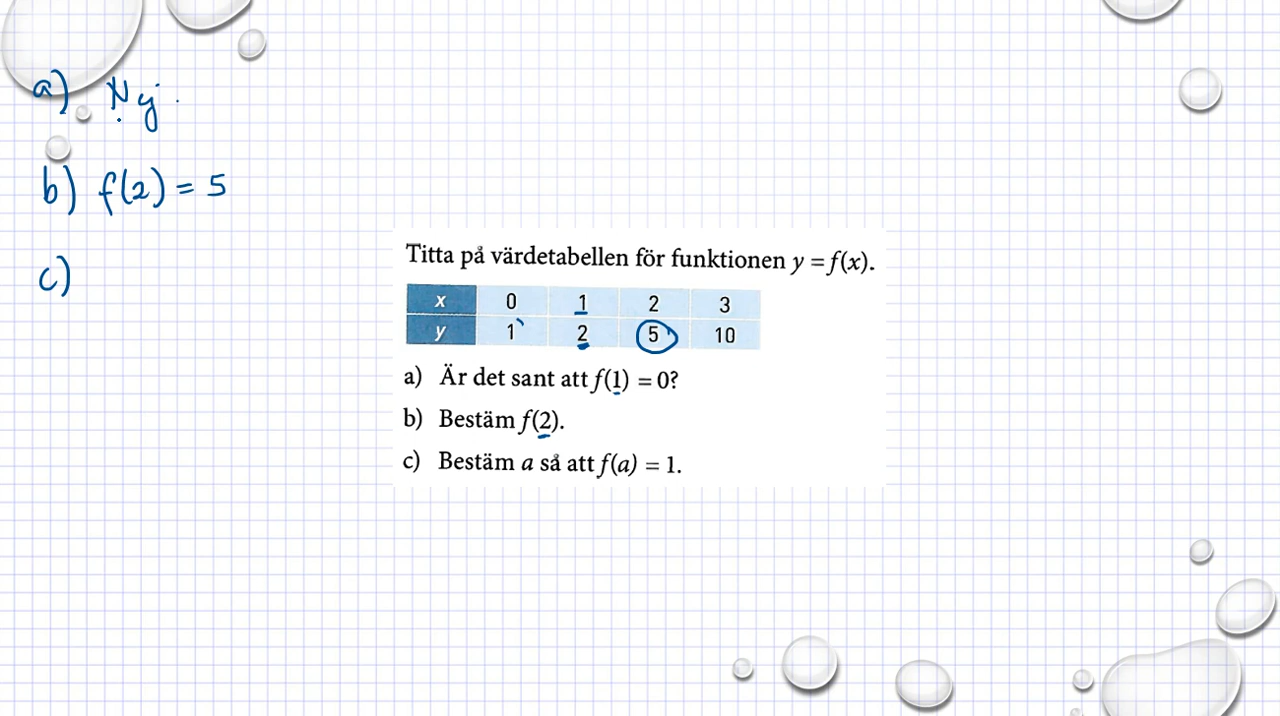 a) Nej.
b) f(2) = 5
c)
Titta på värdetabellen för funktionen y = f(x).
x 0 1 2 3
y 1 2 5 10
a) Är det sant att f(1) = 0?
b) Bestäm f(2).
c) Bestäm a så att f(a) = 1.